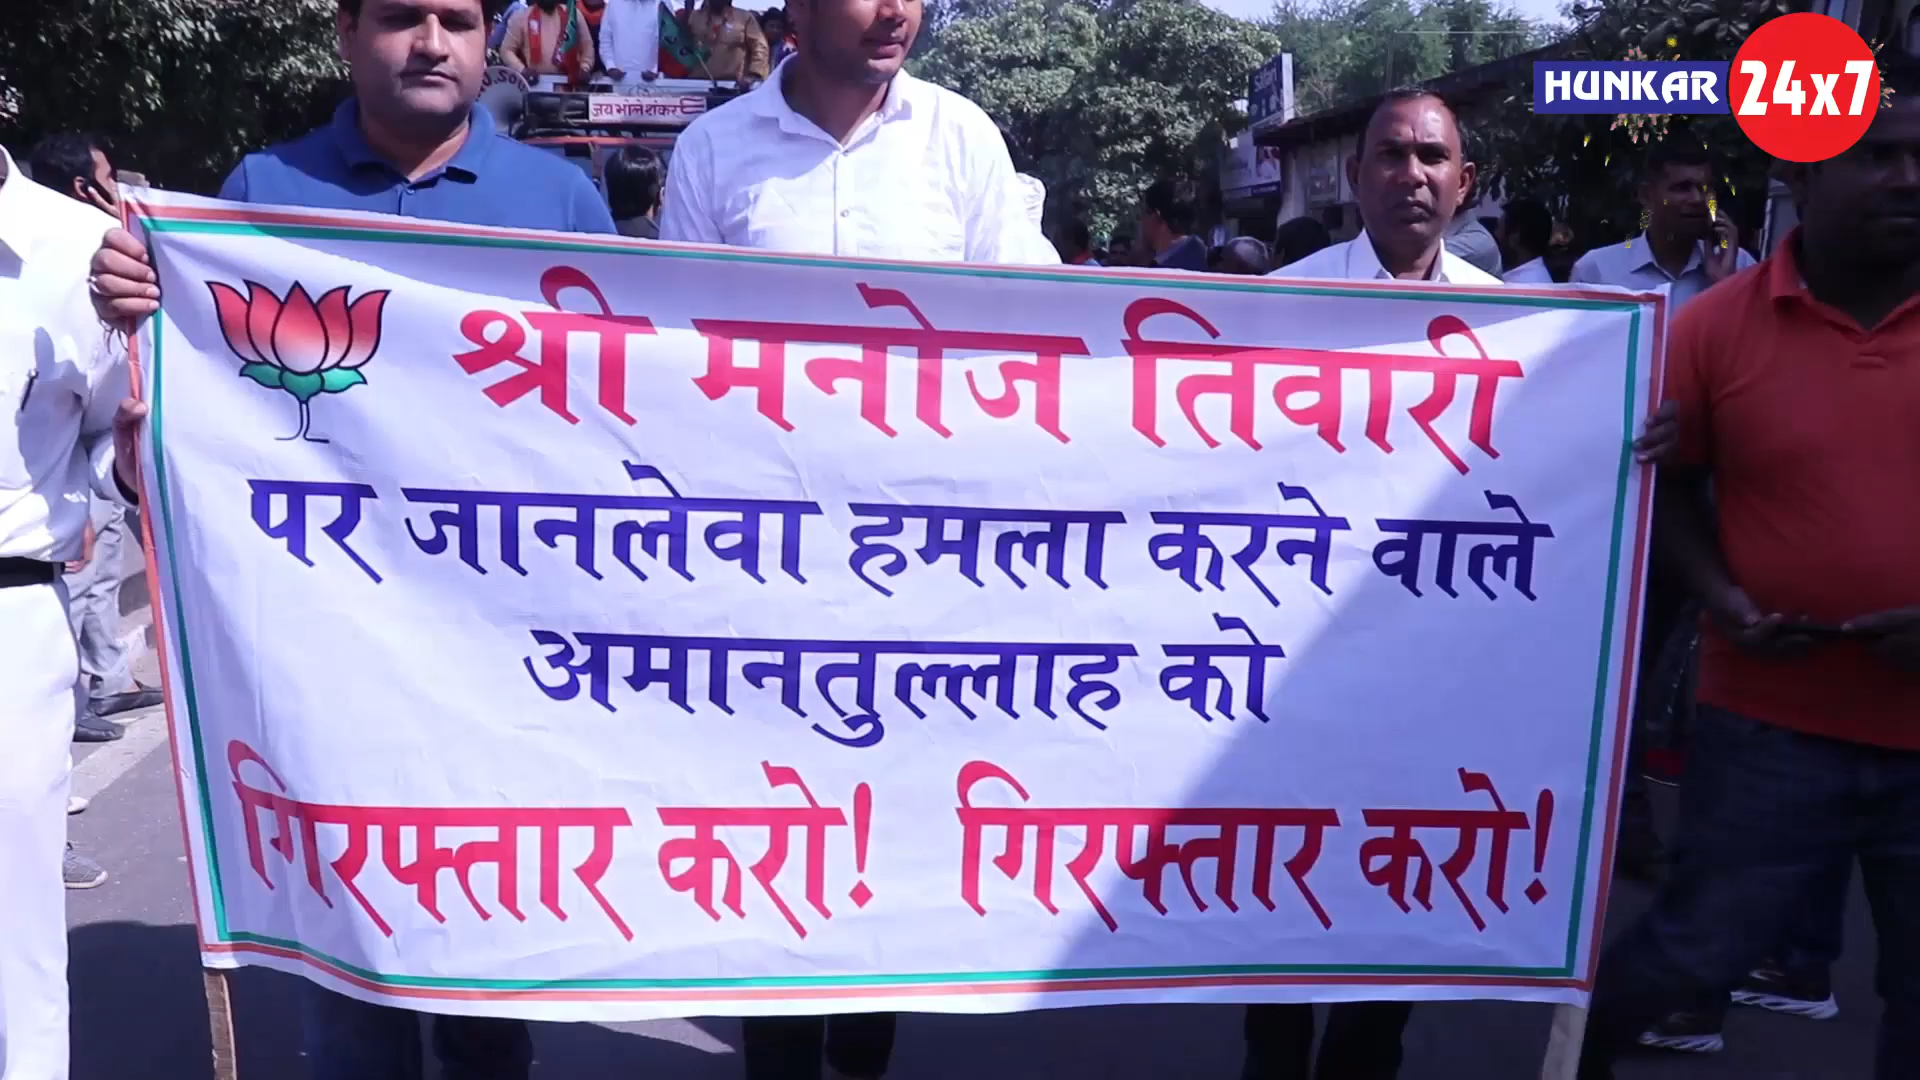 HUNKAR 24x7
जय भोले शंकर
श्री मनोज तिवारी
पर जानलेवा हमला करने वाले
अमानतुल्लाह को
गिरफ्तार करो! गिरफ्तार करो!